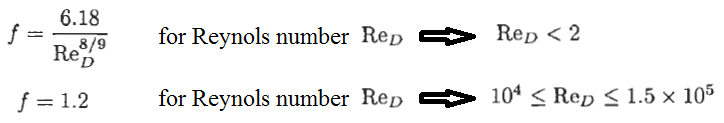 f = 6.18 / Re_D^{8/9} for Reynols number Re_D ⇒ Re_D < 2
f = 1.2 for Reynols number Re_D ⇒ 10^4 ≤ Re_D ≤ 1.5 × 10^5